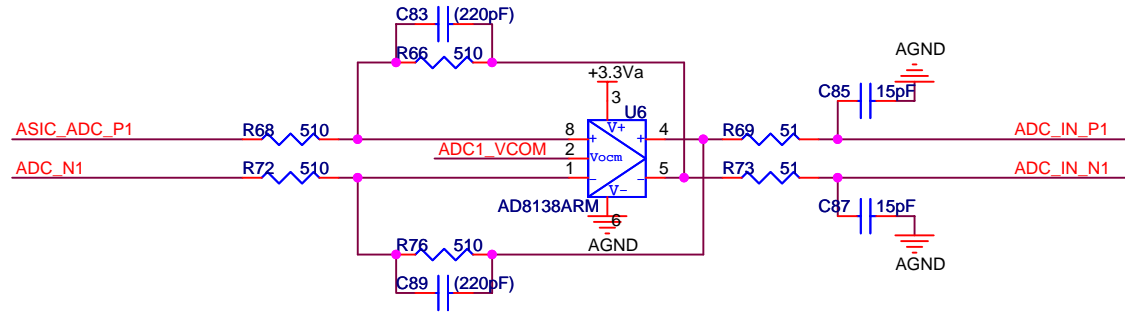 C83 (220pF)
R66 510
AGND
+3.3Va
3
C85 15pF
U6
V+
ASIC_ADC_P1
R68 510
8
+
+
4
R69 51
ADC_IN_P1
ADC1_VCOM
2
Vocm
ADC_N1
R72 510
1
−
−
5
R73 51
ADC_IN_N1
V−
AD8138ARM
6
C87 15pF
R76 510
AGND
AGND
C89 (220pF)